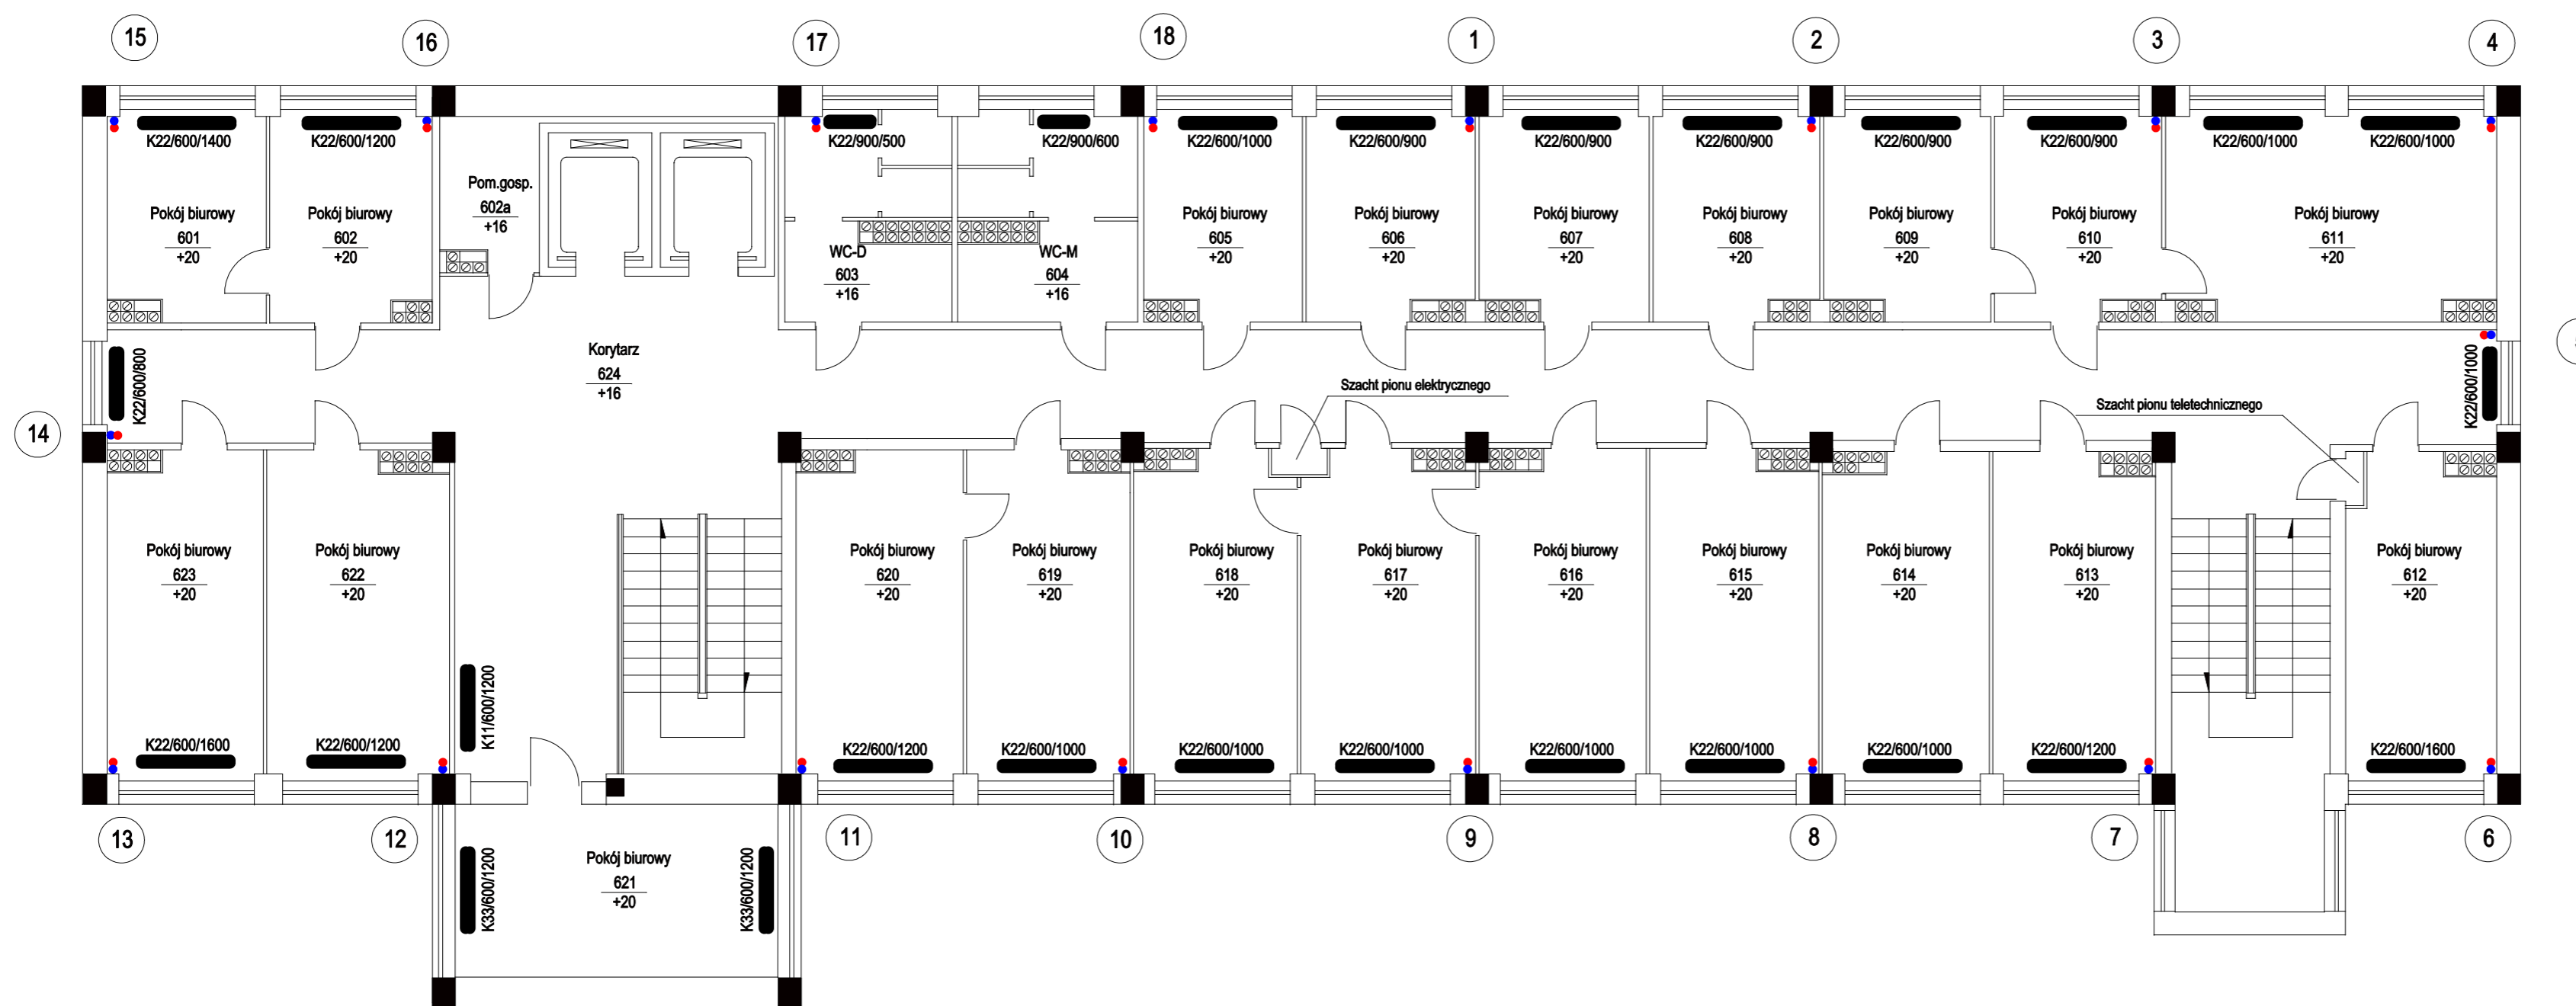 15
16
17
18
1
2
3
4
K22/600/1400
K22/600/1200
K22/900/500
K22/900/600
K22/600/1000
K22/600/900
K22/600/900
K22/600/900
K22/600/900
K22/600/900
K22/600/1000
K22/600/1000
Pom.gosp.
602a
+16
Pokój biurowy
601
+20
Pokój biurowy
602
+20
WC-D
603
+16
WC-M
604
+16
Pokój biurowy
605
+20
Pokój biurowy
606
+20
Pokój biurowy
607
+20
Pokój biurowy
608
+20
Pokój biurowy
609
+20
Pokój biurowy
610
+20
Pokój biurowy
611
+20
K22/600/800
Korytarz
624
+16
Szacht pionu elektrycznego
Szacht pionu teletechnicznego
K22/600/1000
14
Pokój biurowy
623
+20
Pokój biurowy
622
+20
Pokój biurowy
620
+20
Pokój biurowy
619
+20
Pokój biurowy
618
+20
Pokój biurowy
617
+20
Pokój biurowy
616
+20
Pokój biurowy
615
+20
Pokój biurowy
614
+20
Pokój biurowy
613
+20
Pokój biurowy
612
+20
K22/600/1600
K22/600/1200
K11/600/1200
K22/600/1200
K22/600/1000
K22/600/1000
K22/600/1000
K22/600/1000
K22/600/1000
K22/600/1000
K22/600/1200
K22/600/1600
13
12
11
10
9
8
7
6
K33/600/1200
Pokój biurowy
621
+20
K33/600/1200